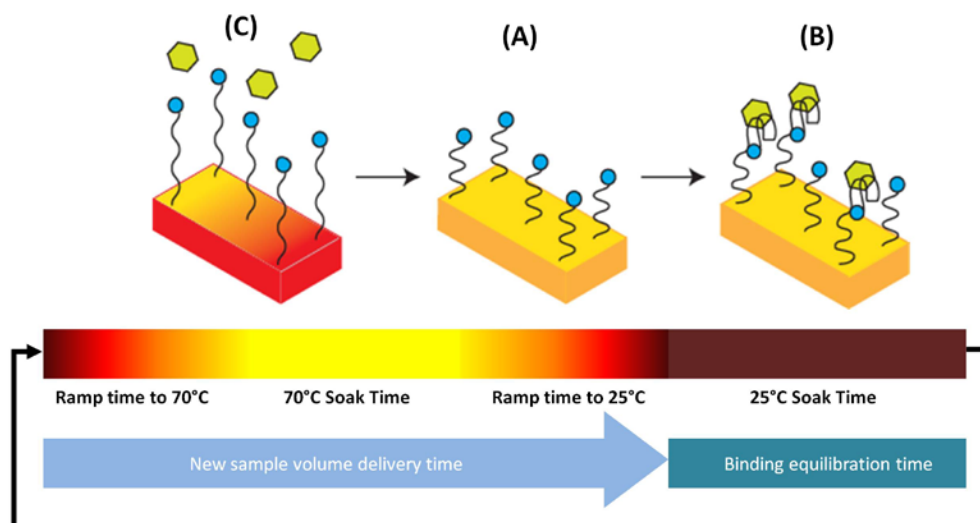 (C)
(A)
(B)
Ramp time to 70°C
70°C Soak Time
Ramp time to 25°C
25°C Soak Time
New sample volume delivery time
Binding equilibration time